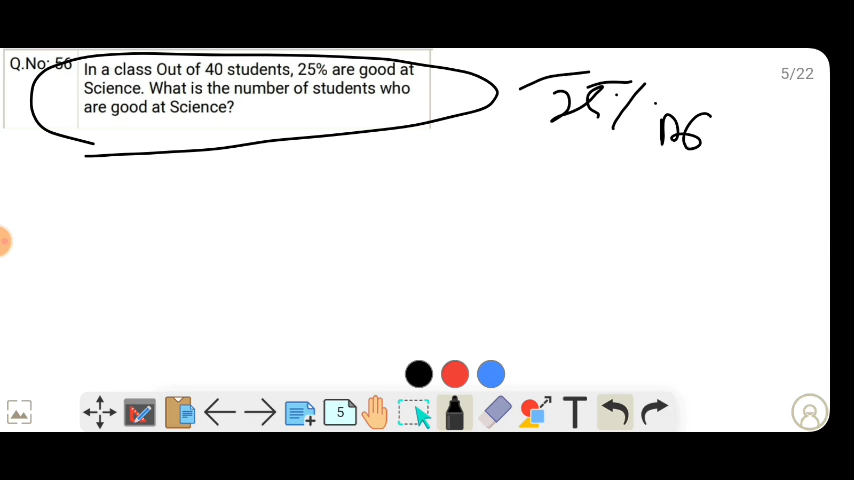 Q.No: 56
In a class Out of 40 students, 25% are good at
Science. What is the number of students who
are good at Science?
25%
5/22
5
T